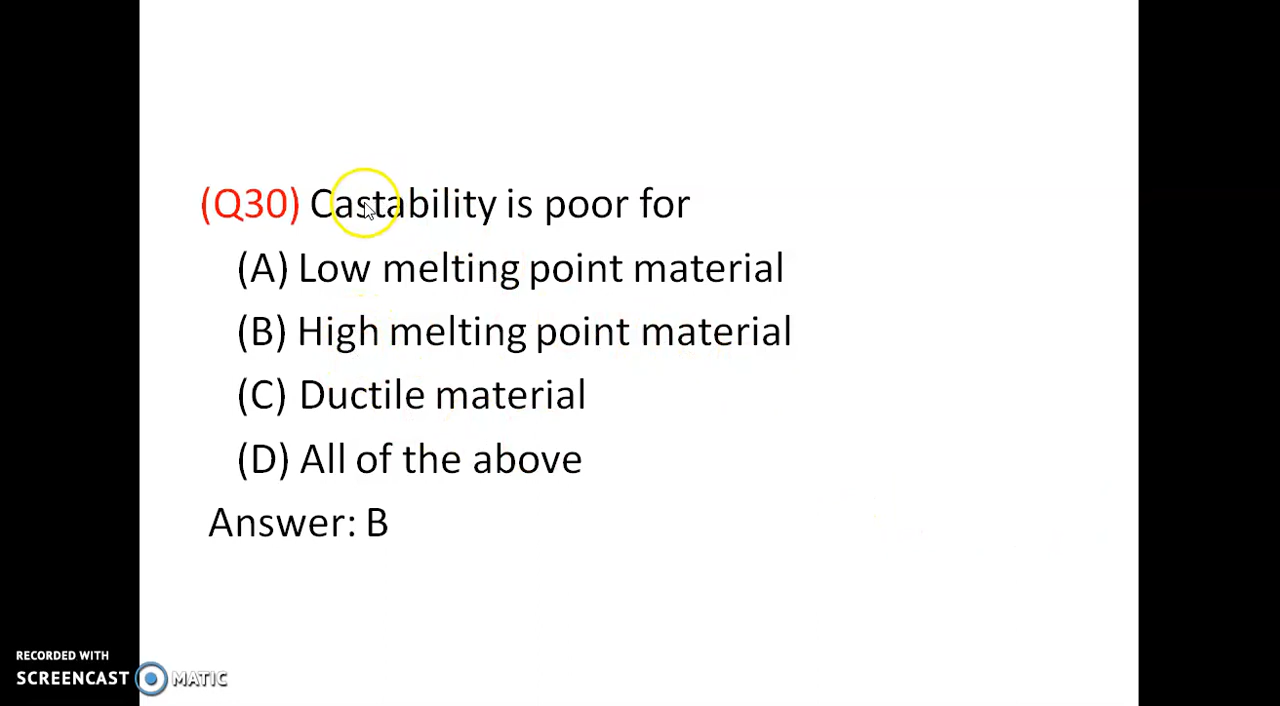 (Q30) Castability is poor for
(A) Low melting point material
(B) High melting point material
(C) Ductile material
(D) All of the above
Answer: B
RECORDED WITH
SCREENCAST MATIC